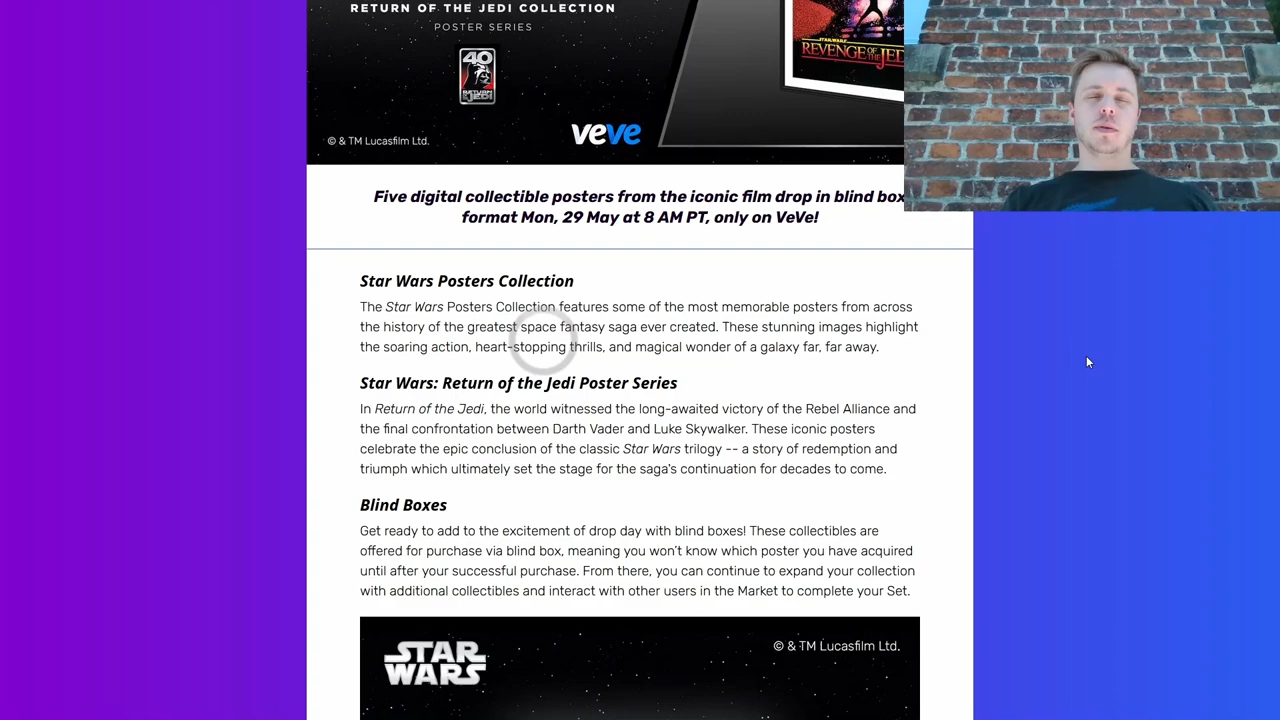 RETURN OF THE JEDI COLLECTION
POSTER SERIES
40
RETURN OF THE JEDI
STAR WARS
REVENGE OF THE JEDI
© & TM Lucasfilm Ltd.
veve
Five digital collectible posters from the iconic film drop in blind box
format Mon, 29 May at 8 AM PT, only on VeVe!
Star Wars Posters Collection
The Star Wars Posters Collection features some of the most memorable posters from across
the history of the greatest space fantasy saga ever created. These stunning images highlight
the soaring action, heart-stopping thrills, and magical wonder of a galaxy far, far away.
Star Wars: Return of the Jedi Poster Series
In Return of the Jedi, the world witnessed the long-awaited victory of the Rebel Alliance and
the final confrontation between Darth Vader and Luke Skywalker. These iconic posters
celebrate the epic conclusion of the classic Star Wars trilogy -- a story of redemption and
triumph which ultimately set the stage for the saga's continuation for decades to come.
Blind Boxes
Get ready to add to the excitement of drop day with blind boxes! These collectibles are
offered for purchase via blind box, meaning you won't know which poster you have acquired
until after your successful purchase. From there, you can continue to expand your collection
with additional collectibles and interact with other users in the Market to complete your Set.
STAR
WARS
© & TM Lucasfilm Ltd.